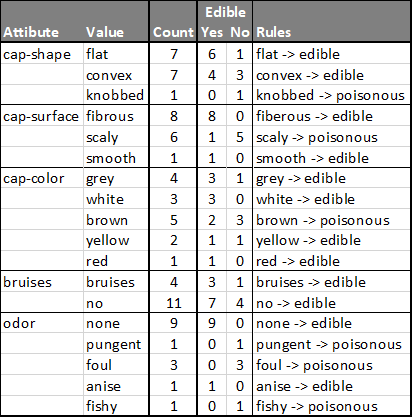 Edible
Attibute Value Count Yes No Rules
cap-shape flat 7 6 1 flat -> edible
convex 7 4 3 convex -> edible
knobbed 1 0 1 knobbed -> poisonous
cap-surface fibrous 8 8 0 fiberous -> edible
scaly 6 1 5 scaly -> poisonous
smooth 1 1 0 smooth -> edible
cap-color grey 4 3 1 grey -> edible
white 3 3 0 white -> edible
brown 5 2 3 brown -> poisonous
yellow 2 1 1 yellow -> edible
red 1 1 0 red -> edible
bruises bruises 4 3 1 bruises -> edible
no 11 7 4 no -> edible
odor none 9 9 0 none -> edible
pungent 1 0 1 pungent -> poisonous
foul 3 0 3 foul -> poisonous
anise 1 1 0 anise -> edible
fishy 1 0 1 fishy -> poisonous